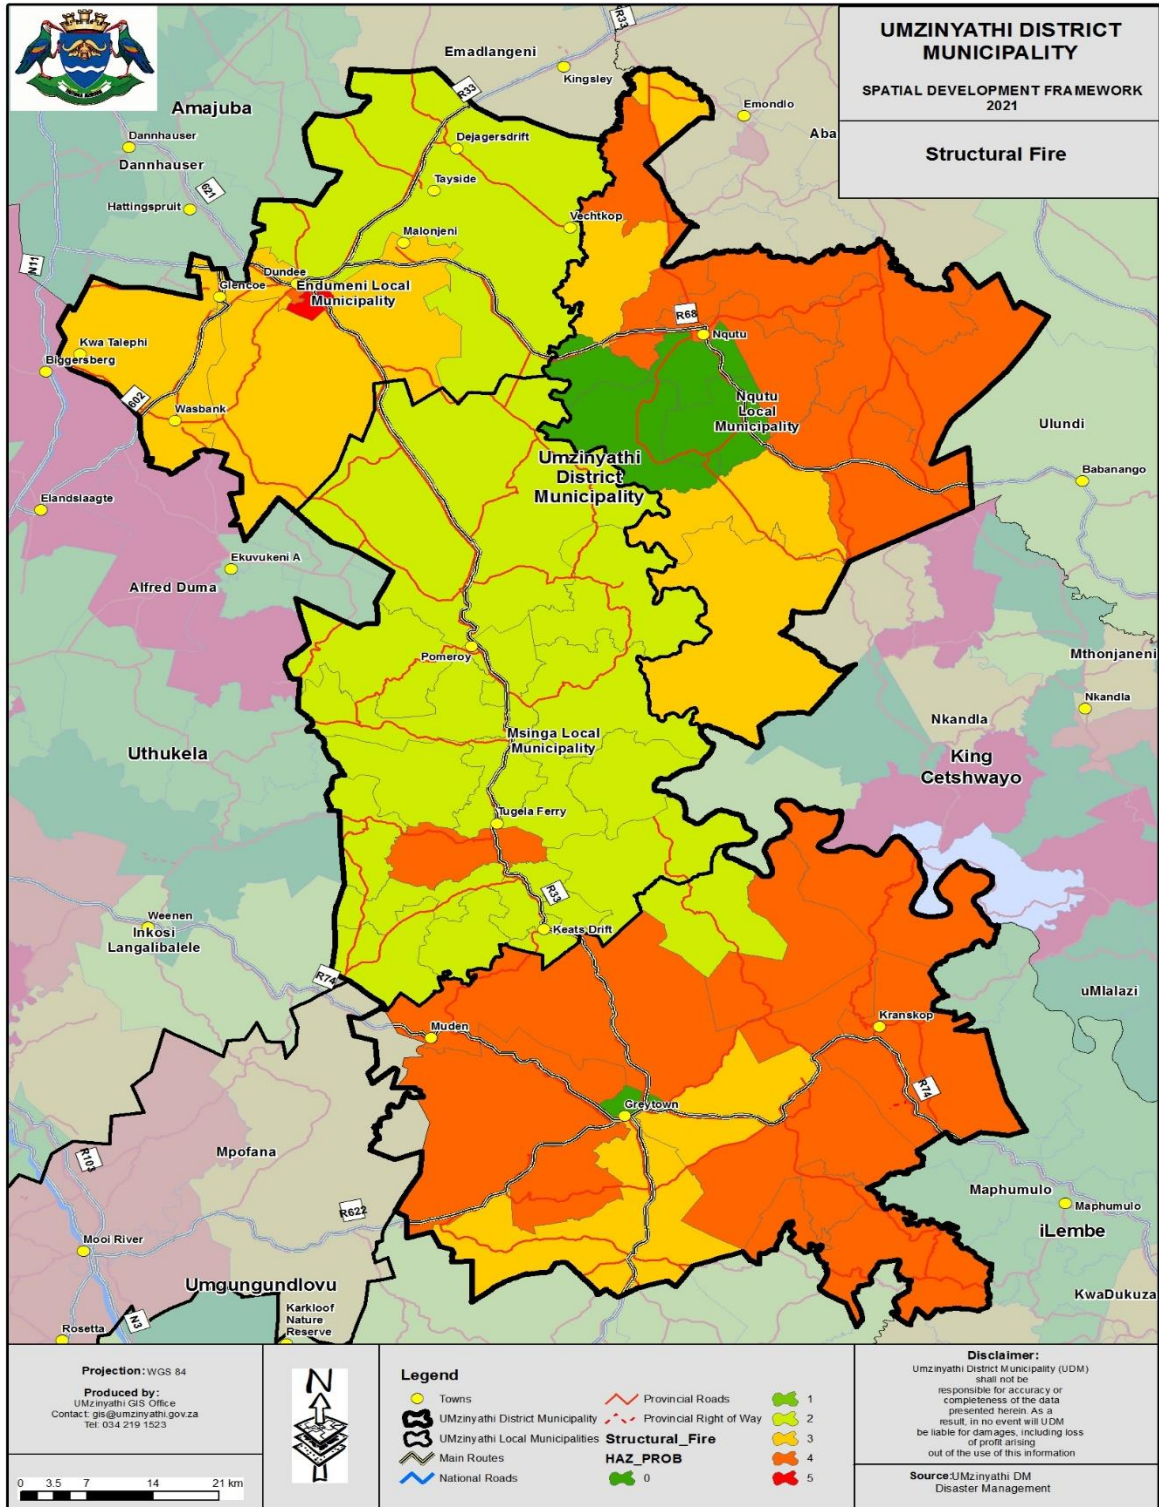 UMZINYATHI DISTRICT
MUNICIPALITY
SPATIAL DEVELOPMENT FRAMEWORK
2021
Structural Fire
R33
Emadlangeni
Kingsley
Emondlo
Aba
Amajuba
R33
Dannhauser
Dannhauser
Dejagersdrift
621
Tayside
Hattingspruit
Vechtkop
Malonjeni
N11
Dundee
Glencoe
Endumeni Local
Municipality
R68
Nqutu
Kwa Talephi
Biggersberg
602
Wasbank
Nqutu
Local
Municipality
Ulundi
Umzinyathi
District
Municipality
Babanango
Elandslaagte
Ekuvukeni A
Alfred Duma
Pomeroy
Mthonjaneni
Nkandla
Nkandla
Msinga Local
Municipality
Uthukela
King
Cetshwayo
Tugela Ferry
R33
Weenen
Inkosi
Langalibalele
Keats Drift
R74
uMlalazi
Kranskop
Muden
R74
Greytown
R103
Mpofana
Maphumulo
Maphumulo
R622
iLembe
Mooi River
Umgungundlovu
KwaDukuza
Karkloof
Nature
Reserve
N3
Rosetta
Projection: WGS 84
Produced by:
UMzinyathi GIS Office
Contact: gis@umzinyathi.gov.za
Tel: 034 219 1523
0 3.5 7 14 21 km
N
Legend
Towns
UMzinyathi District Municipality
UMzinyathi Local Municipalities
Main Routes
National Roads
Provincial Roads
Provincial Right of Way
Structural_Fire
HAZ_PROB
0
1
2
3
4
5
Disclaimer:
Umzinyathi District Municipality (UDM)
shall not be
responsible for accuracy or
completeness of the data
presented herein. As a
result, in no event will UDM
be liable for damages, including loss
of profit arising
out of the use of this information
Source:UMzinyathi DM
Disaster Management